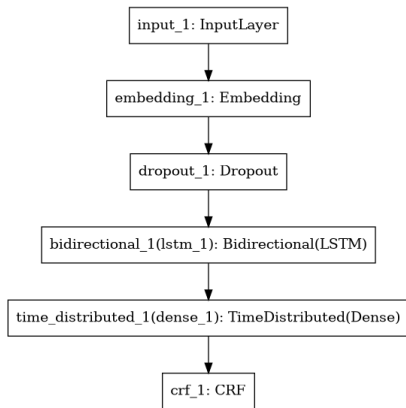 input_1: InputLayer
embedding_1: Embedding
dropout_1: Dropout
bidirectional_1(lstm_1): Bidirectional(LSTM)
time_distributed_1(dense_1): TimeDistributed(Dense)
crf_1: CRF